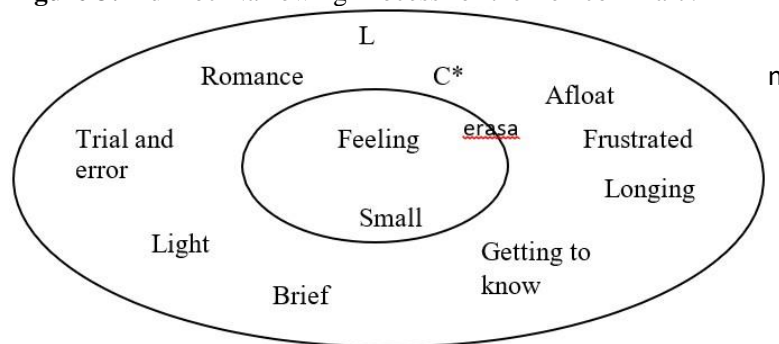 L
Romance
C*
Afloat
n
Trial and
error
Feeling
erasa
Frustrated
Longing
Small
Light
Getting to
know
Brief